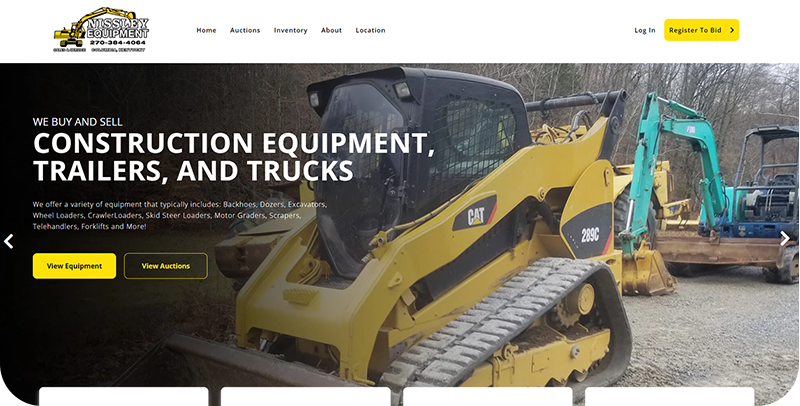 NISSLEY
EQUIPMENT
270-384-4064
SALES & SERVICE COLUMBIA, KENTUCKY
Home Auctions Inventory About Location
Log In Register To Bid
WE BUY AND SELL
CONSTRUCTION EQUIPMENT,
TRAILERS, AND TRUCKS
We offer a variety of equipment that typically includes: Backhoes, Dozers, Excavators,
Wheel Loaders, CrawlerLoaders, Skid Steer Loaders, Motor Graders, Scrapers,
Telehandlers, Forklifts and More!
View Equipment View Auctions
CAT
289C